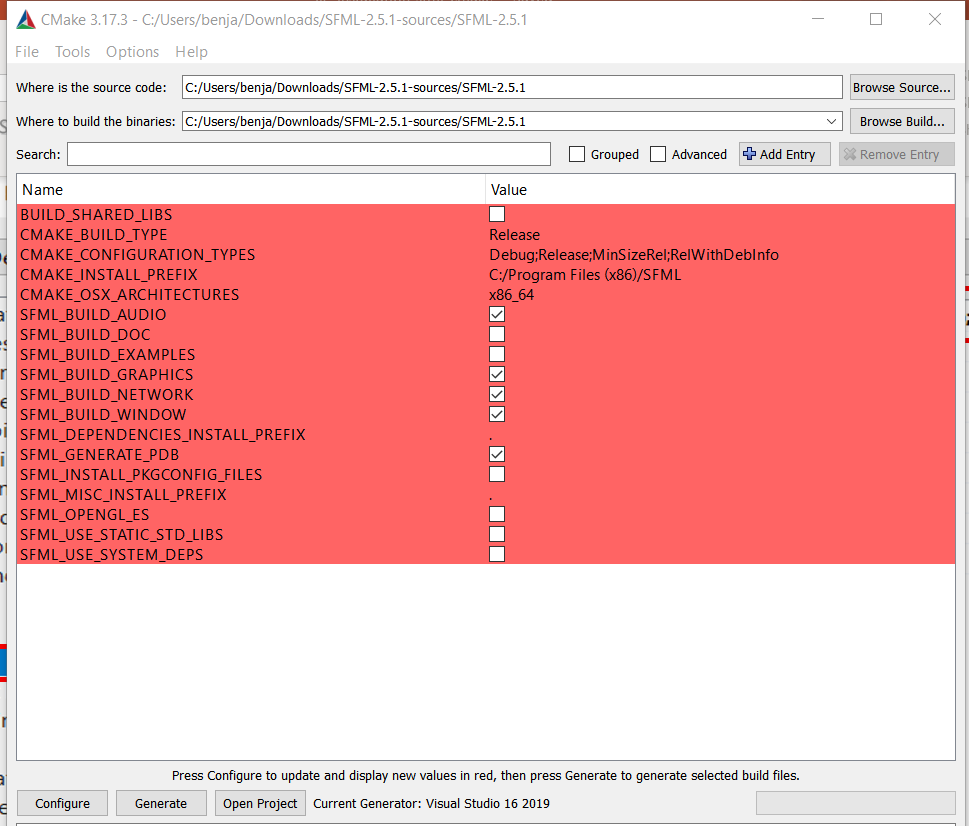 CMake 3.17.3 - C:/Users/benja/Downloads/SFML-2.5.1-sources/SFML-2.5.1
File Tools Options Help
Where is the source code: C:/Users/benja/Downloads/SFML-2.5.1-sources/SFML-2.5.1 Browse Source...
Where to build the binaries: C:/Users/benja/Downloads/SFML-2.5.1-sources/SFML-2.5.1 Browse Build...
Search: Grouped Advanced Add Entry Remove Entry
Name Value
BUILD_SHARED_LIBS
CMAKE_BUILD_TYPE Release
CMAKE_CONFIGURATION_TYPES Debug;Release;MinSizeRel;RelWithDebInfo
CMAKE_INSTALL_PREFIX C:/Program Files (x86)/SFML
CMAKE_OSX_ARCHITECTURES x86_64
SFML_BUILD_AUDIO
SFML_BUILD_DOC
SFML_BUILD_EXAMPLES
SFML_BUILD_GRAPHICS
SFML_BUILD_NETWORK
SFML_BUILD_WINDOW
SFML_DEPENDENCIES_INSTALL_PREFIX .
SFML_GENERATE_PDB
SFML_INSTALL_PKGCONFIG_FILES
SFML_MISC_INSTALL_PREFIX .
SFML_OPENGL_ES
SFML_USE_STATIC_STD_LIBS
SFML_USE_SYSTEM_DEPS
Press Configure to update and display new values in red, then press Generate to generate selected build files.
Configure Generate Open Project Current Generator: Visual Studio 16 2019